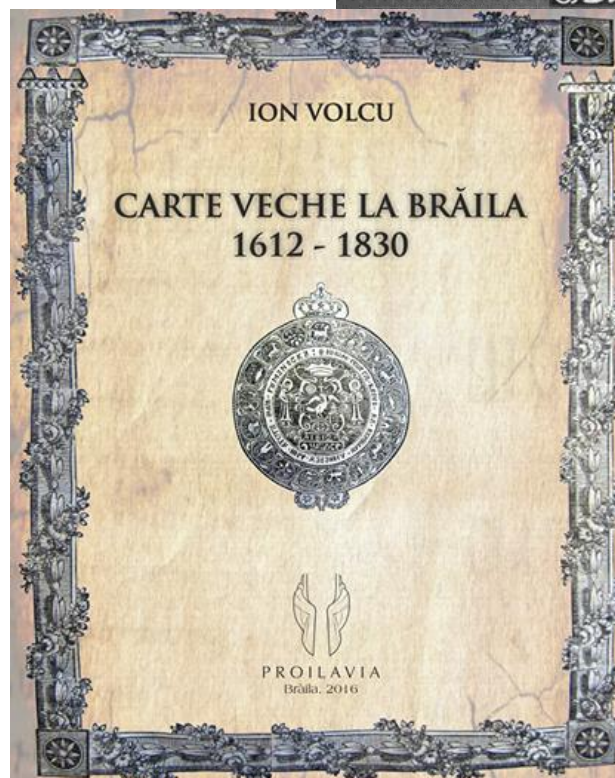 ION VOLCU
CARTE VECHE LA BRĂILA
1612 - 1830
PROILAVIA
Brăila, 2016